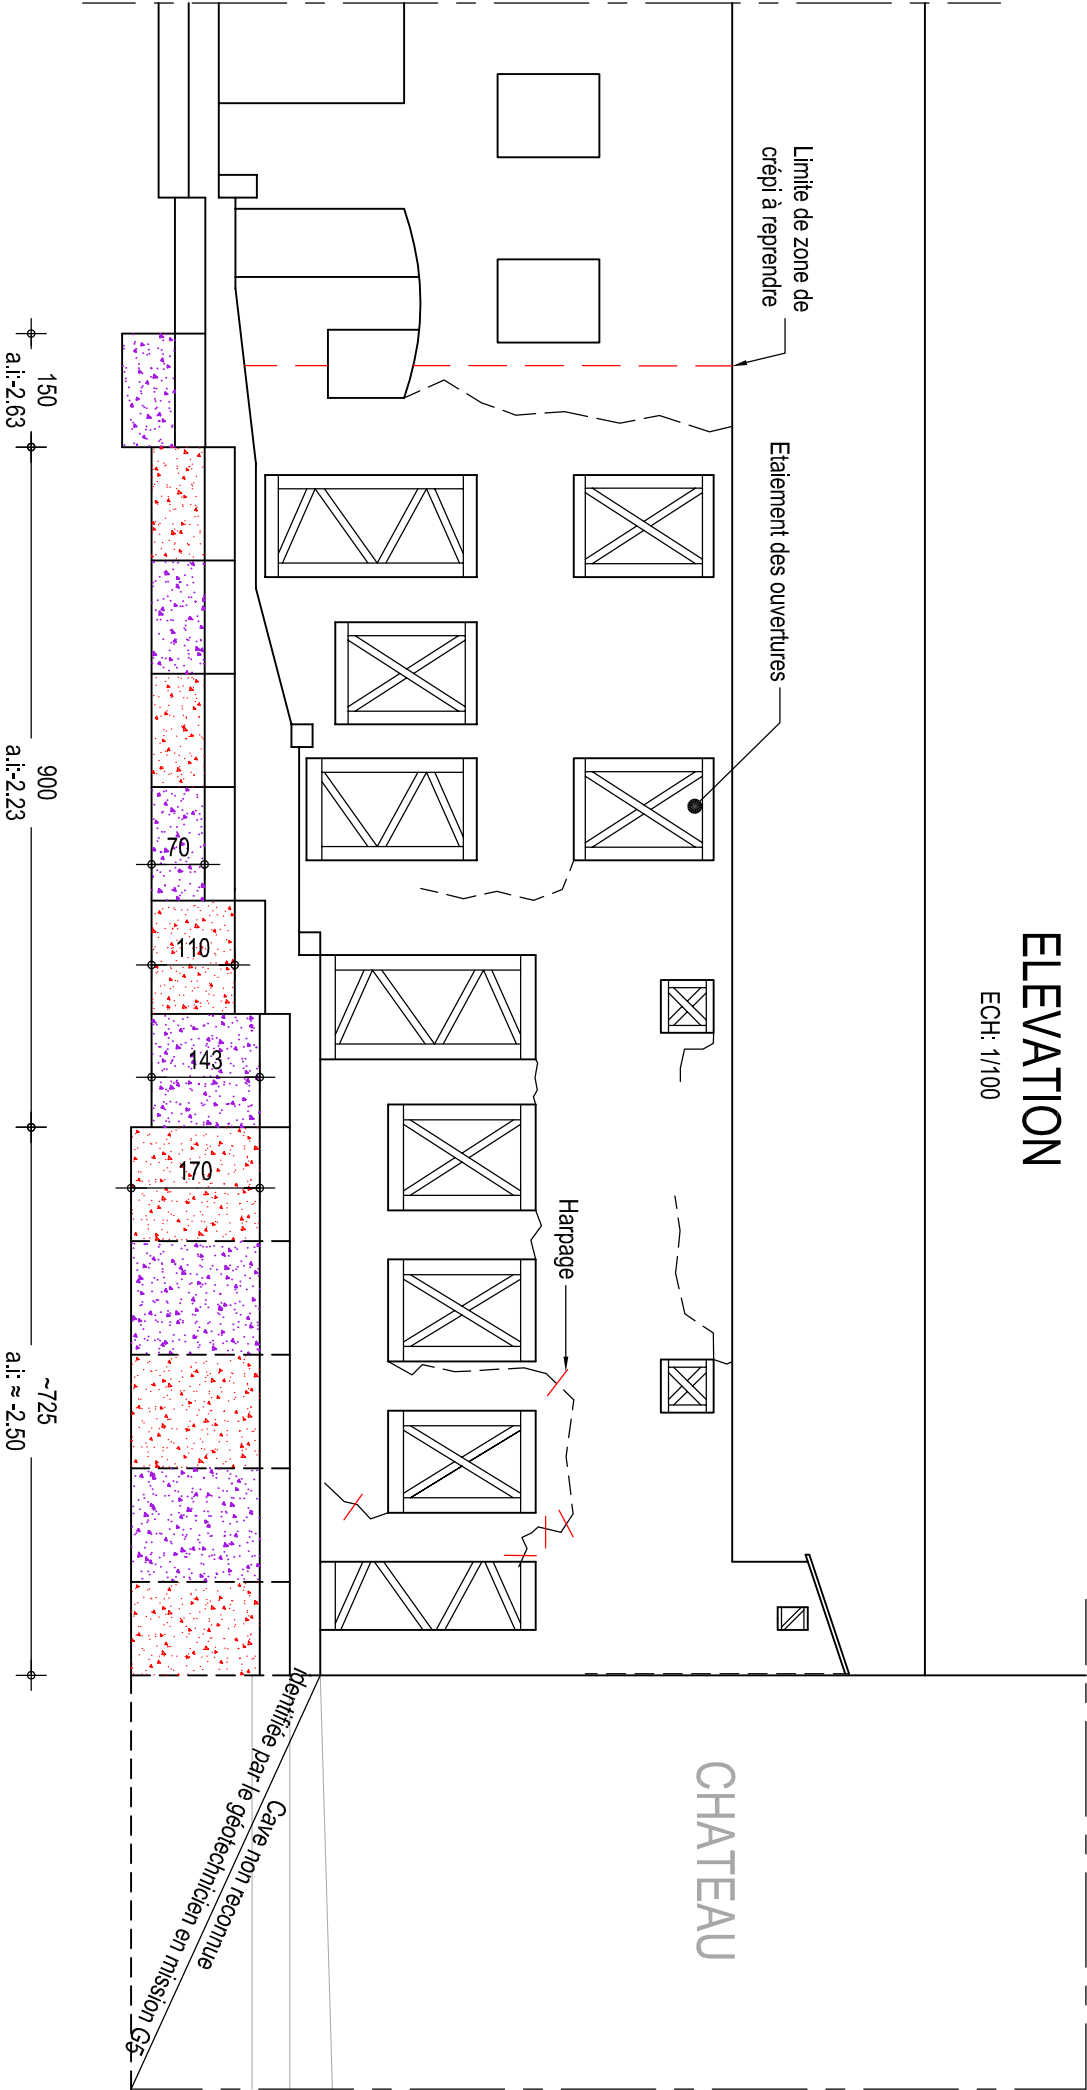 ELEVATION
ECH: 1/100
Limite de zone de
crépi à reprendre
Etaiement des ouvertures
Harpage
CHATEAU
Cave non reconnue
identifiée par le géotechnicien en mission G5
70
110
143
170
150
a.i:-2.63
900
a.i:-2.23
~725
a.i: ≈ -2.50